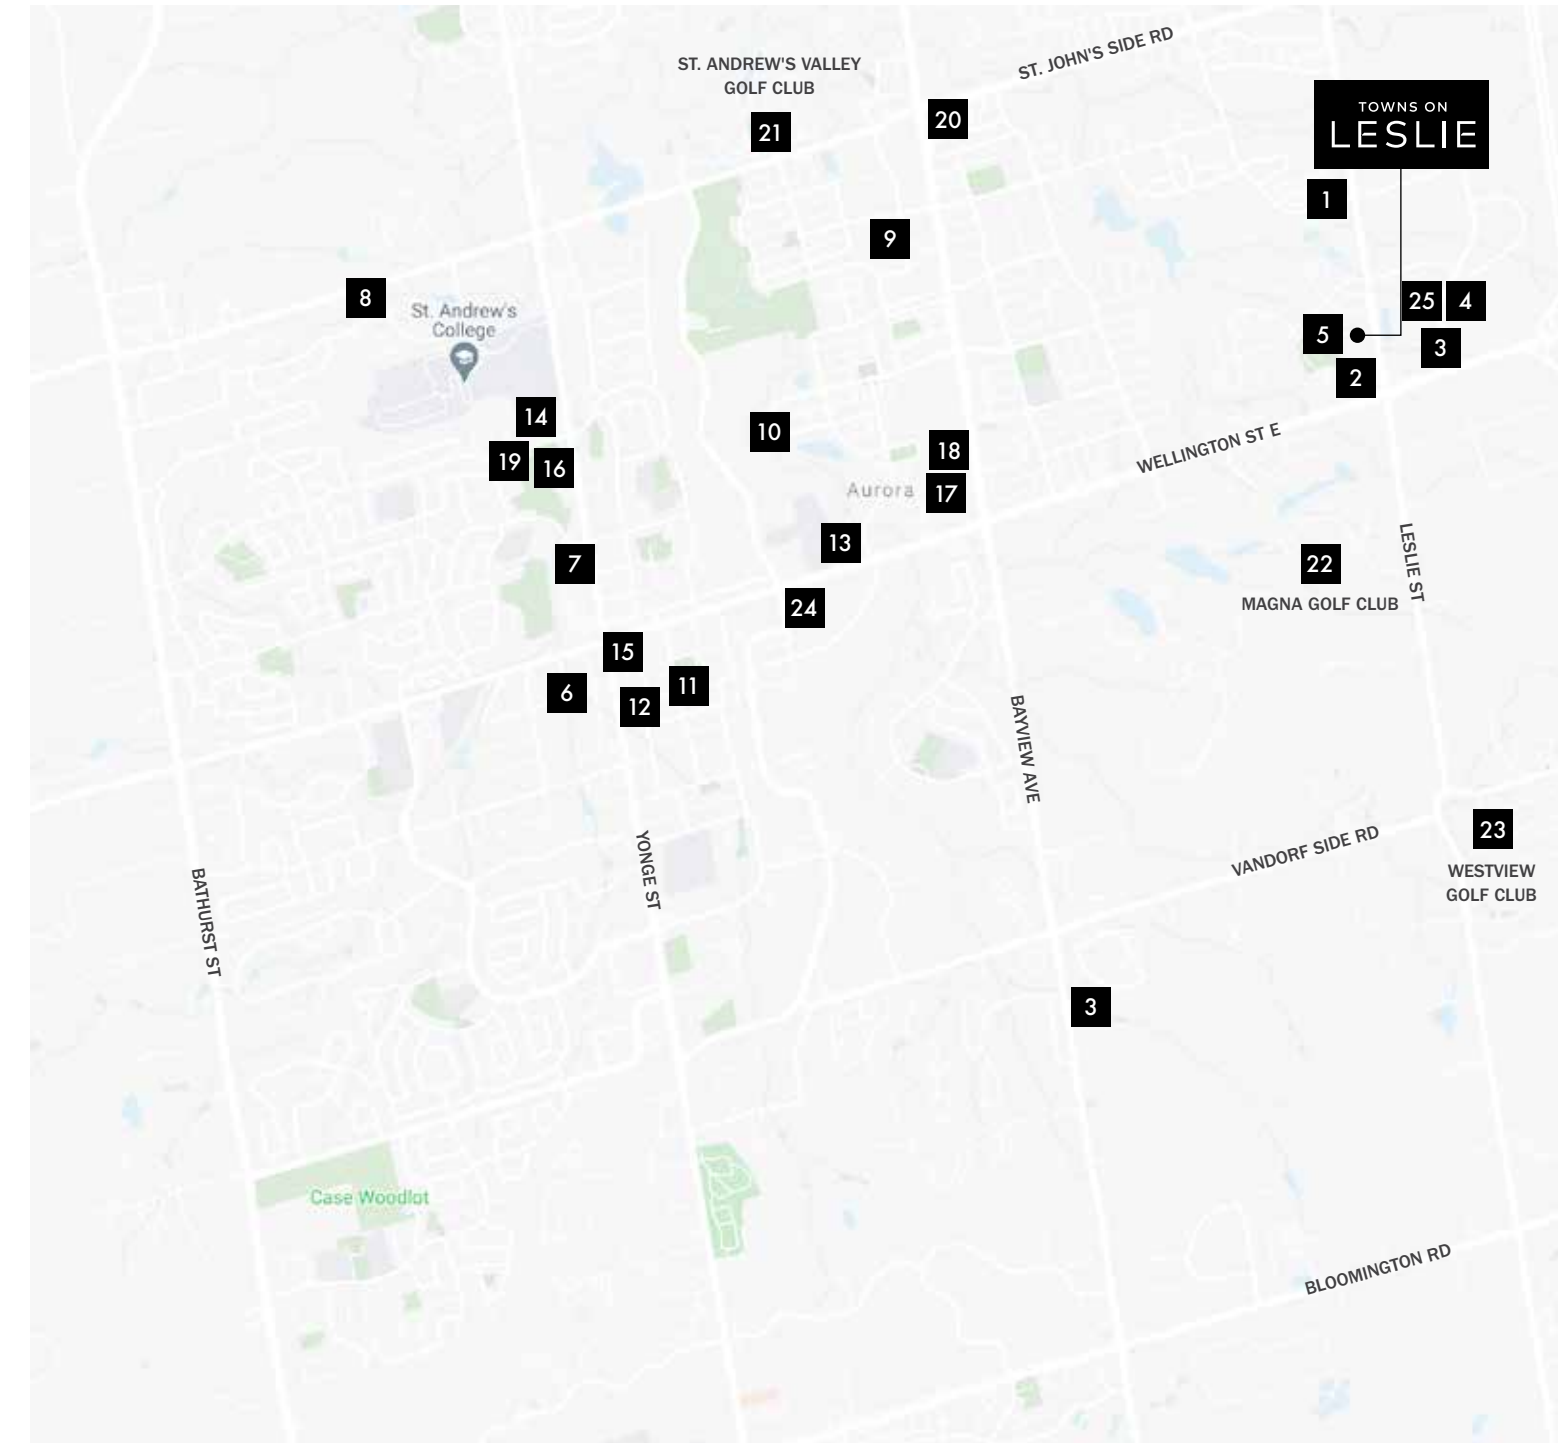 ST. JOHN'S SIDE RD
ST. ANDREW'S VALLEY
GOLF CLUB
21
20
TOWNS ON
LESLIE
1
9
8
St. Andrew's
College
25
4
5
3
2
14
10
18
WELLINGTON ST E
19
16
Aurora
17
13
7
22
LESLIE ST
MAGNA GOLF CLUB
24
15
6
11
12
BAYVIEW AVE
YONGE ST
VANDORF SIDE RD
23
WESTVIEW
GOLF CLUB
BATHURST ST
3
Case Woodlot
BLOOMINGTON RD